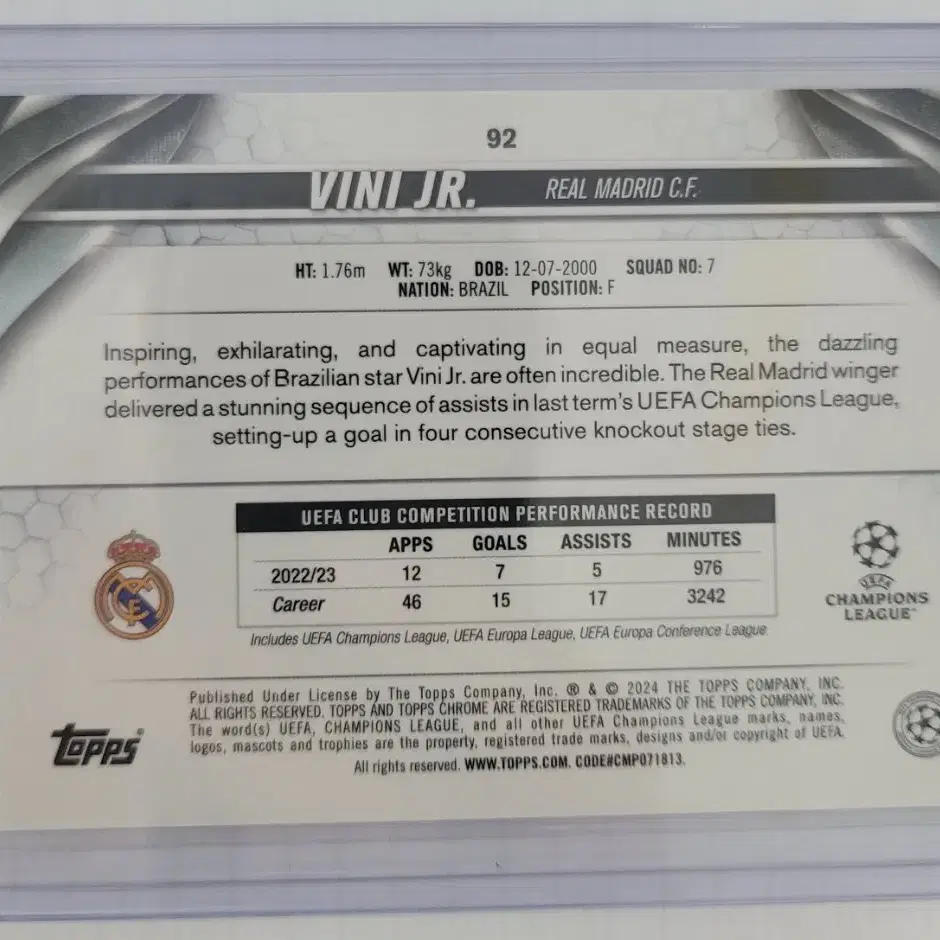 92
VINI JR. REAL MADRID C.F.
HT: 1.76m WT: 73kg DOB: 12-07-2000 SQUAD NO: 7
NATION: BRAZIL POSITION: F
Inspiring, exhilarating, and captivating in equal measure, the dazzling
performances of Brazilian star Vini Jr. are often incredible. The Real Madrid winger
delivered a stunning sequence of assists in last term's UEFA Champions League,
setting-up a goal in four consecutive knockout stage ties.
UEFA CLUB COMPETITION PERFORMANCE RECORD
APPS GOALS ASSISTS MINUTES
2022/23 12 7 5 976
Career 46 15 17 3242
Includes UEFA Champions League, UEFA Europa League, UEFA Europa Conference League
UEFA
CHAMPIONS
LEAGUE™
Published Under License by The Topps Company, Inc. ® & © 2024 THE TOPPS COMPANY, INC.
ALL RIGHTS RESERVED. TOPPS AND TOPPS CHROME ARE REGISTERED TRADEMARKS OF THE TOPPS COMPANY, INC.
The word(s) UEFA, CHAMPIONS LEAGUE, and all other UEFA Champions League marks, names,
logos, mascots and trophies are the property, registered trade marks, designs and/or copyright of UEFA.
All rights reserved. WWW.TOPPS.COM. CODE#CMP071813.
topps